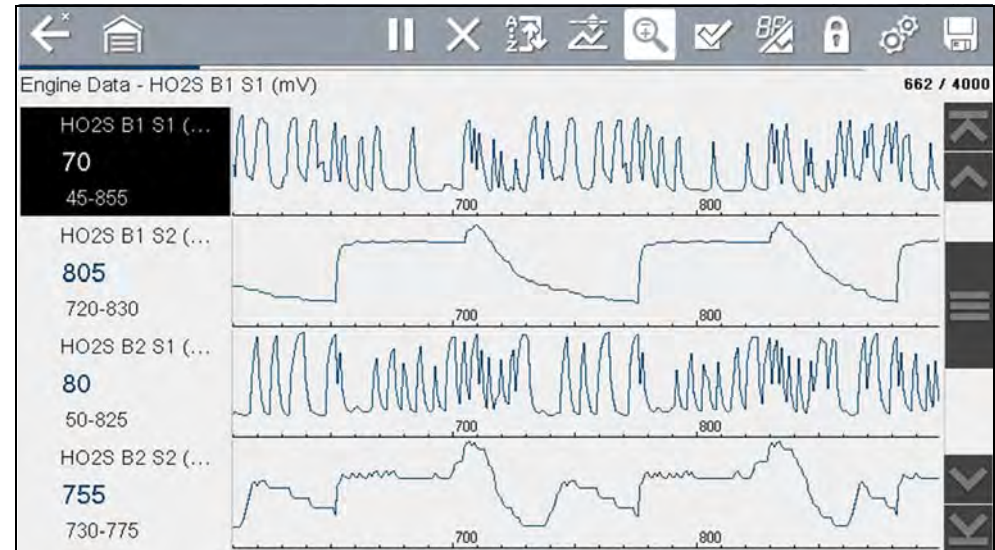 Engine Data - HO2S B1 S1 (mV)
662 / 4000
HO2S B1 S1 (...
70
45-855
700
800
HO2S B1 S2 (...
805
720-830
700
800
HO2S B2 S1 (...
80
50-825
700
800
HO2S B2 S2 (...
755
730-775
700
800